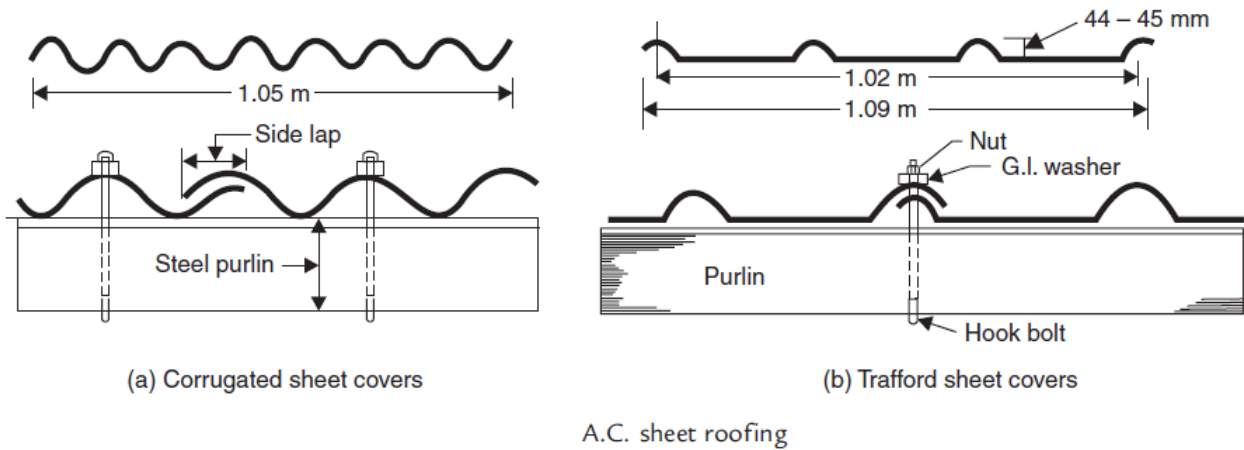 1.05 m
Side lap
Steel purlin
(a) Corrugated sheet covers
44 – 45 mm
1.02 m
1.09 m
Nut
G.I. washer
Purlin
Hook bolt
(b) Trafford sheet covers
A.C. sheet roofing